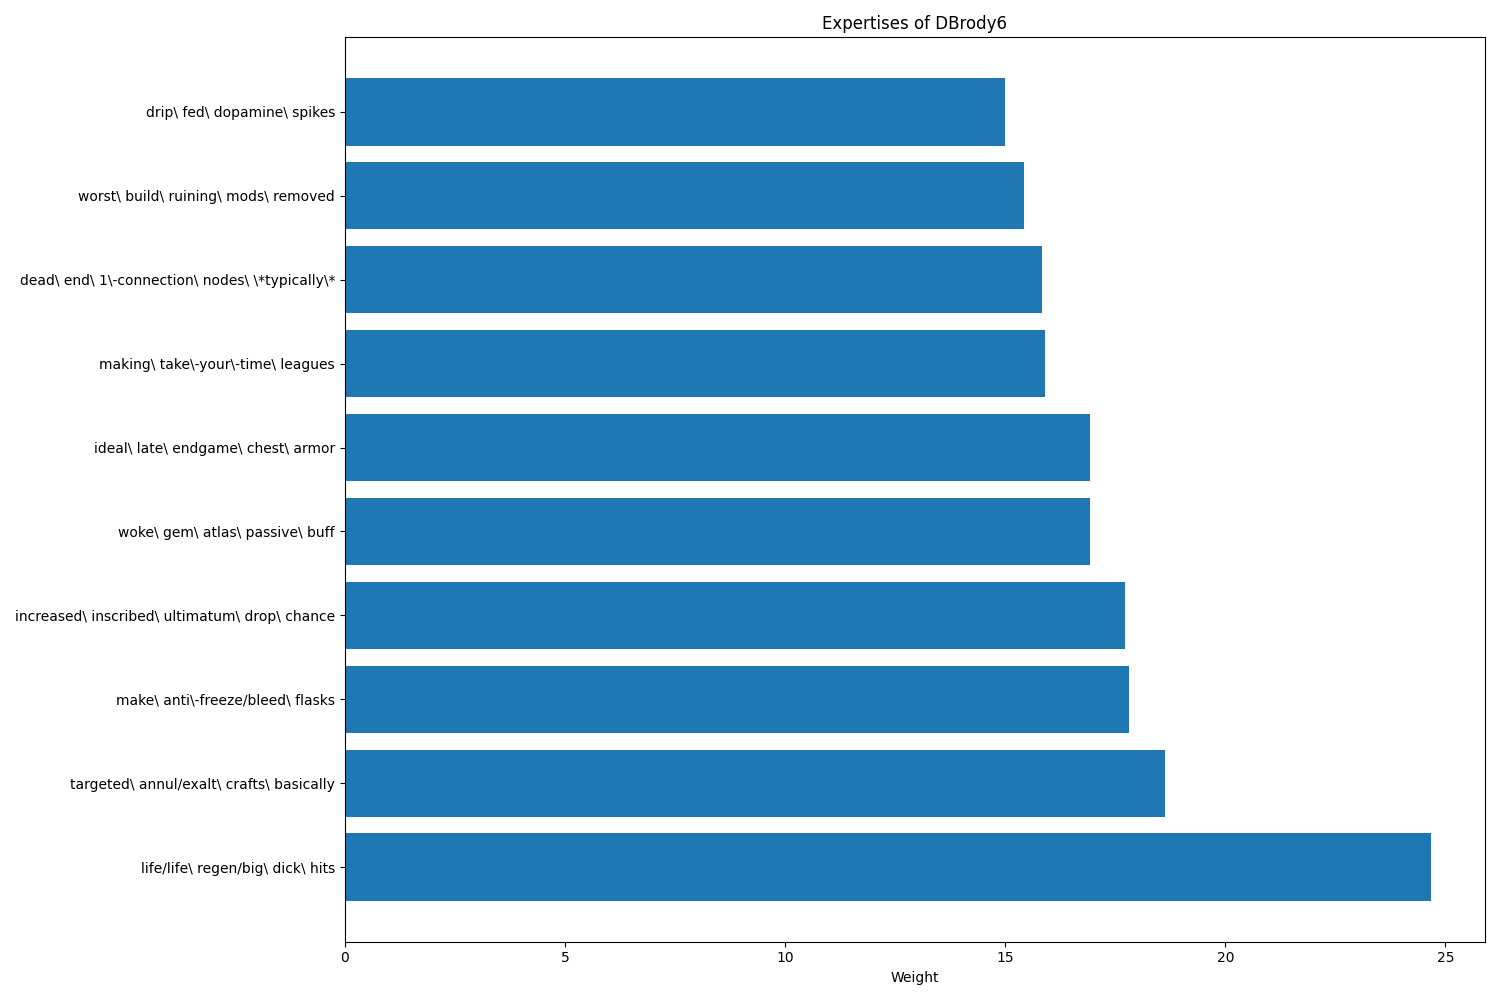 Expertises of DBrody6
drip\ fed\ dopamine\ spikes
worst\ build\ ruining\ mods\ removed
dead\ end\ 1\-connection\ nodes\ \*typically\*
making\ take\-your\-time\ leagues
ideal\ late\ endgame\ chest\ armor
woke\ gem\ atlas\ passive\ buff
increased\ inscribed\ ultimatum\ drop\ chance
make\ anti\-freeze/bleed\ flasks
targeted\ annul/exalt\ crafts\ basically
life/life\ regen/big\ dick\ hits
0 5 10 15 20 25
Weight